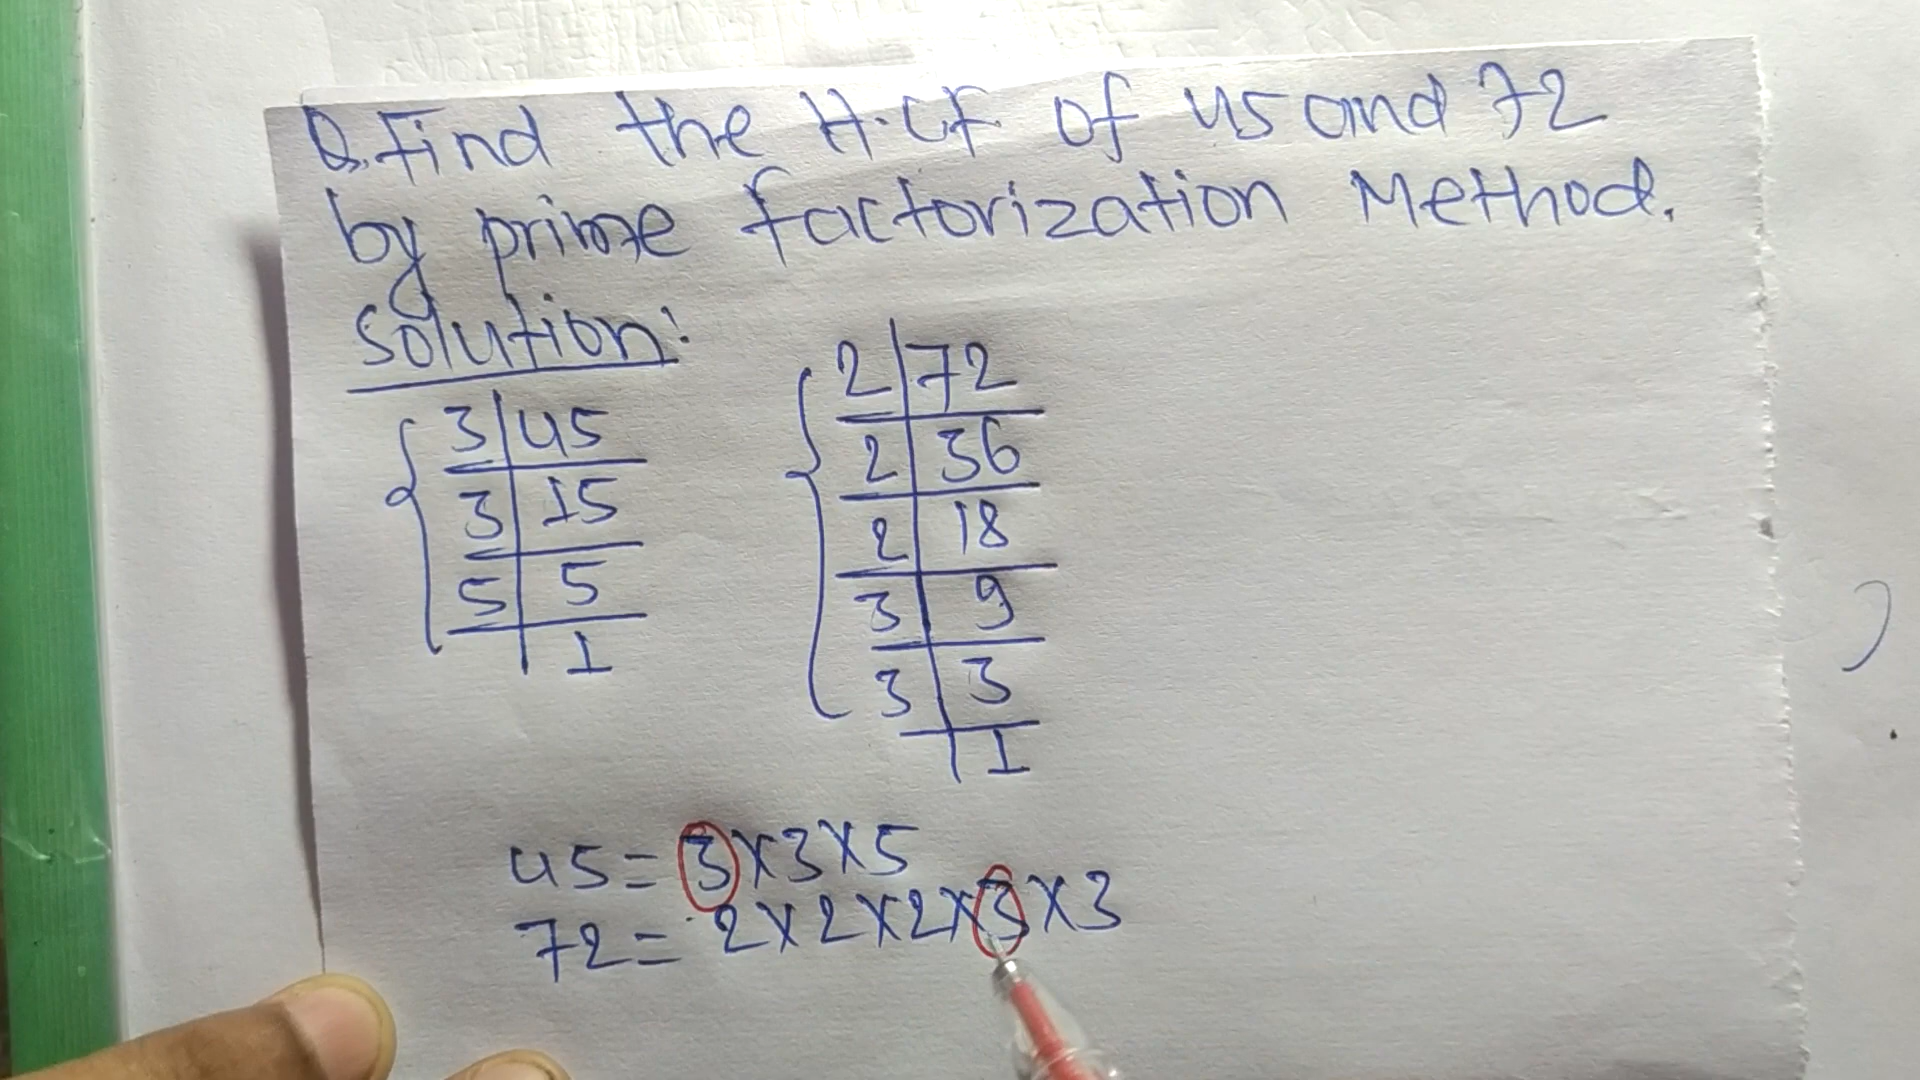 Q. Find the H.CF of 45 and 72
by prime factorization Method.
Solution:
3 45
3 15
5 5
1
2 72
2 36
2 18
3 9
3 3
1
45 = 3×3×5
72 = 2×2×2×3×3